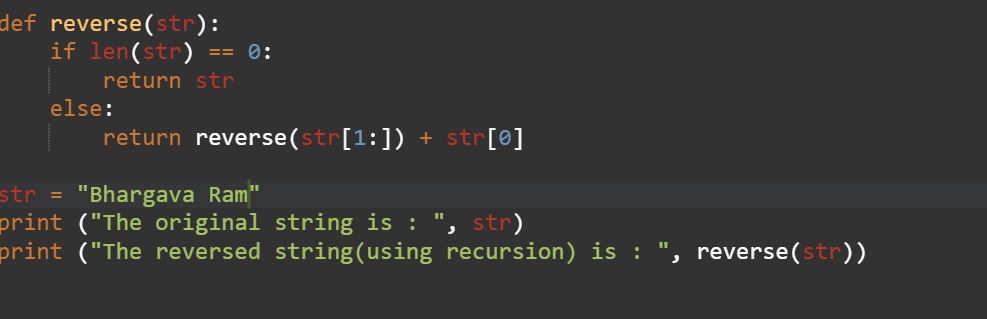 def reverse(str):
    if len(str) == 0:
        return str
    else:
        return reverse(str[1:]) + str[0]
str = "Bhargava Ram"
print ("The original string is : ", str)
print ("The reversed string(using recursion) is : ", reverse(str))